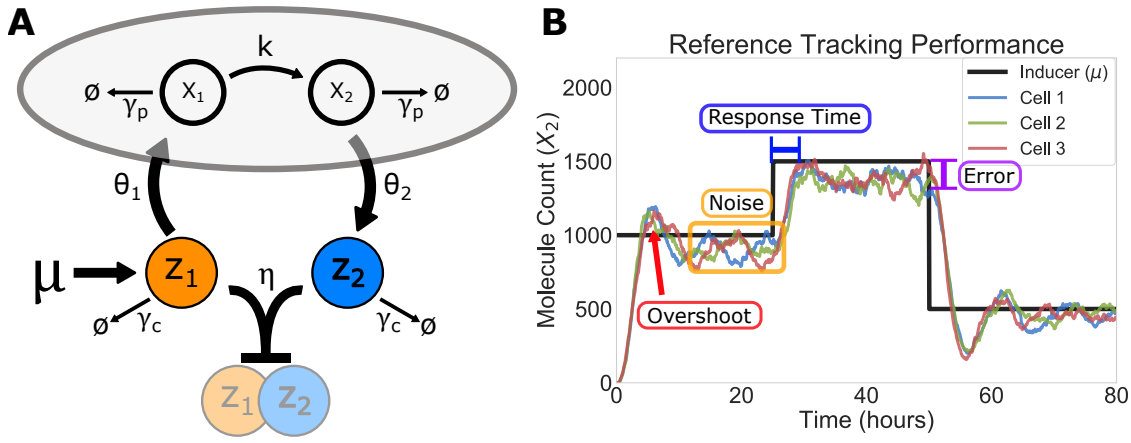 A
k
X₁
X₂
ø
γₚ
γₚ
ø
θ₁
θ₂
μ
Z₁
Z₂
η
ø
γ_c
γ_c
ø
Z₁
Z₂
B
Reference Tracking Performance
Molecule Count (X₂)
2000
1500
1000
500
0
Inducer (μ)
Cell 1
Cell 2
Cell 3
Response Time
Error
Noise
Overshoot
0
20
40
60
80
Time (hours)